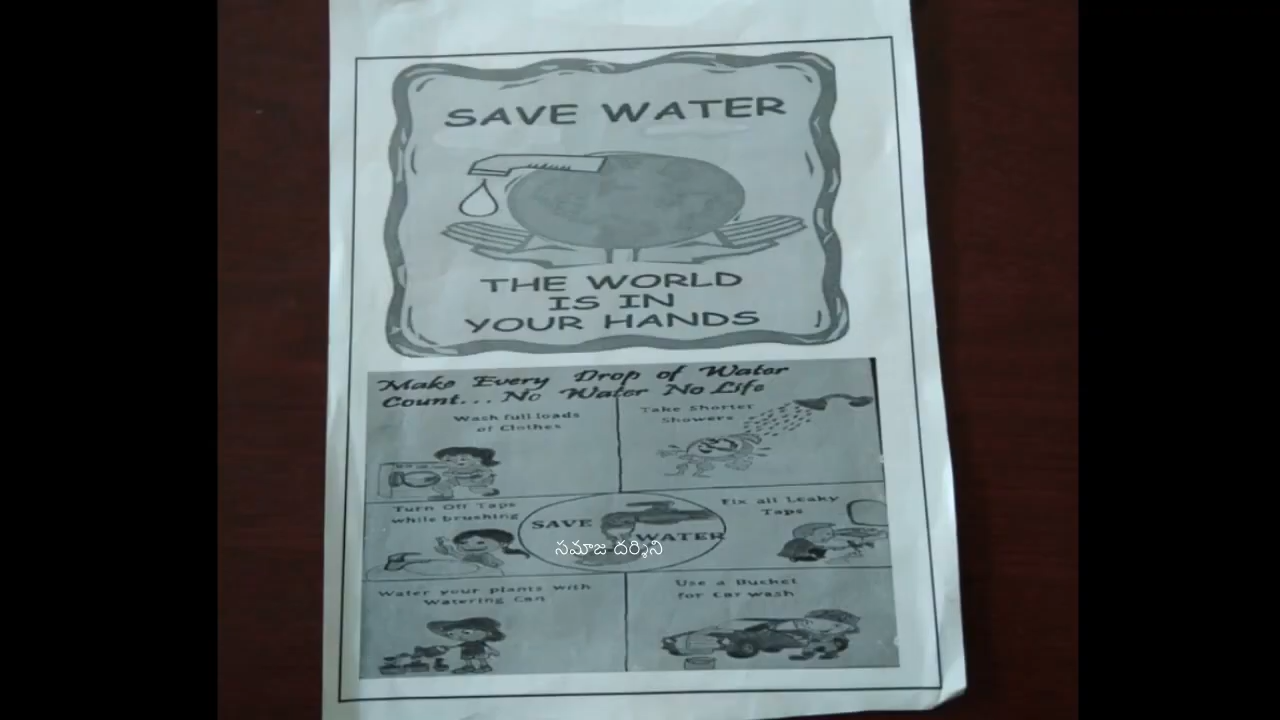 SAVE WATER
THE WORLD
IS IN
YOUR HANDS
Make Every Drop of Water
Count... No Water No Life
Wash full loads
of Clothes
Take Shorter
Showers
Turn Off Taps
while brushing
SAVE
WATER
Fix all Leaky
Taps
సమాజ దర్శిని
Water your plants with
Watering Can
Use a Bucket
for Car wash